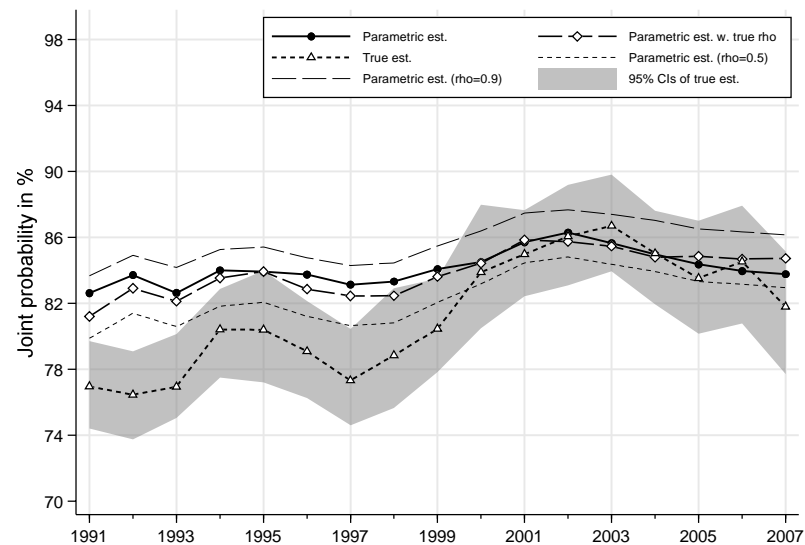 98
94
90
86
82
78
74
70
Joint probability in %
Parametric est.
True est.
Parametric est. (rho=0.9)
Parametric est. w. true rho
Parametric est. (rho=0.5)
95% CIs of true est.
1991 1993 1995 1997 1999 2001 2003 2005 2007